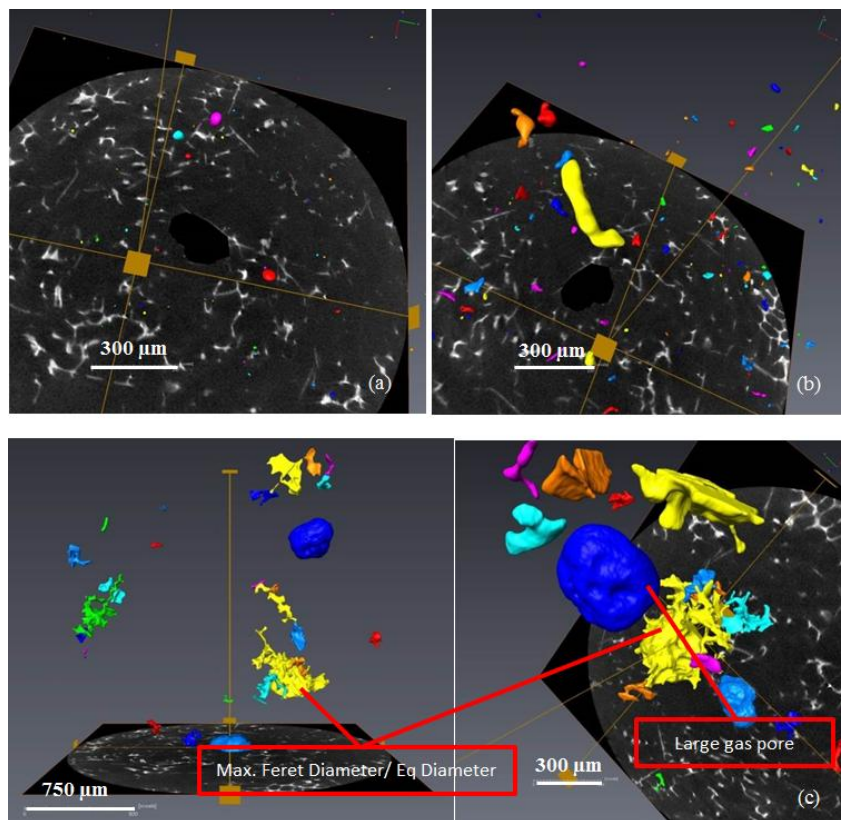 300 µm
(a)
300 µm
(b)
Max. Feret Diameter/ Eq Diameter
750 µm
Large gas pore
300 µm
(c)